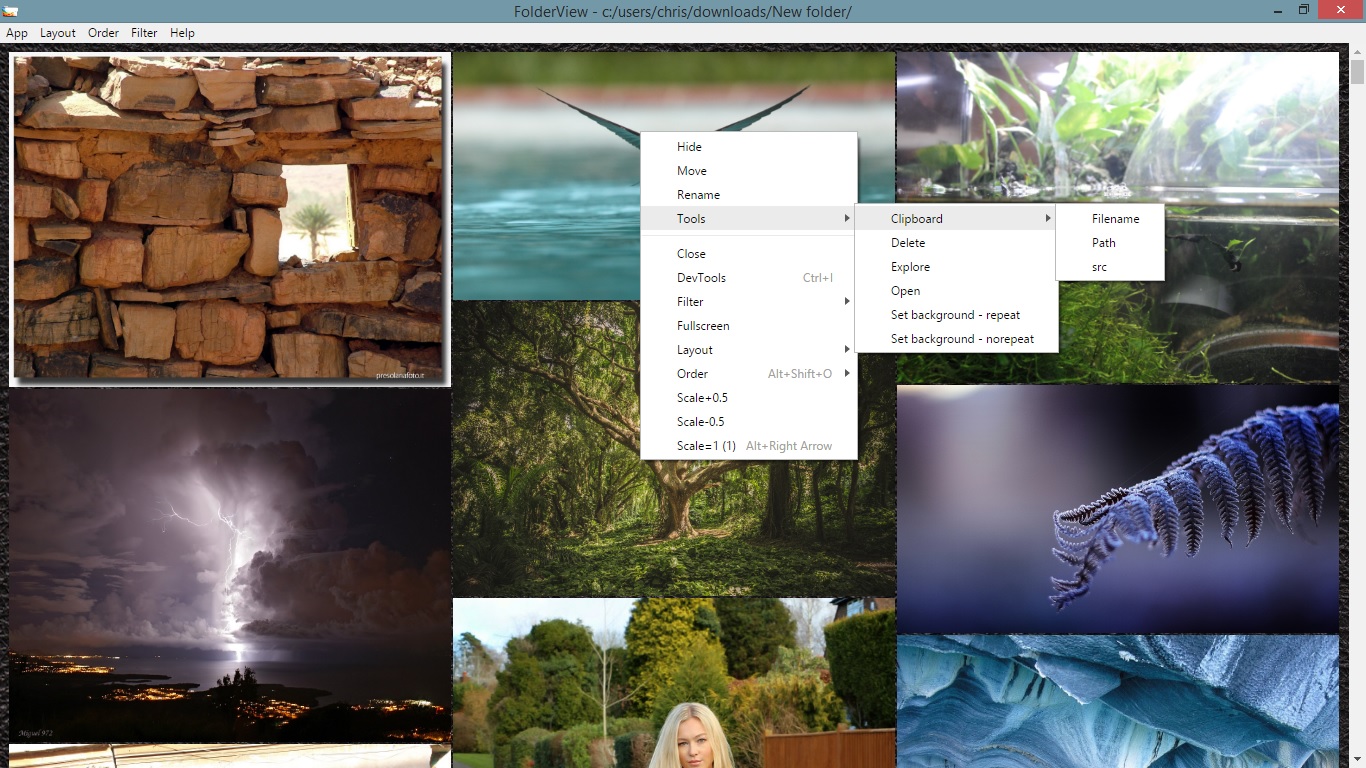 FolderView - c:/users/chris/downloads/New folder/
App Layout Order Filter Help
presolanafoto.it
Hide
Move
Rename
Tools
Close
DevTools Ctrl+I
Filter
Fullscreen
Layout
Order Alt+Shift+O
Scale+0.5
Scale-0.5
Scale=1 (1) Alt+Right Arrow
Clipboard
Delete
Explore
Open
Set background - repeat
Set background - norepeat
Filename
Path
src
Miguel 972